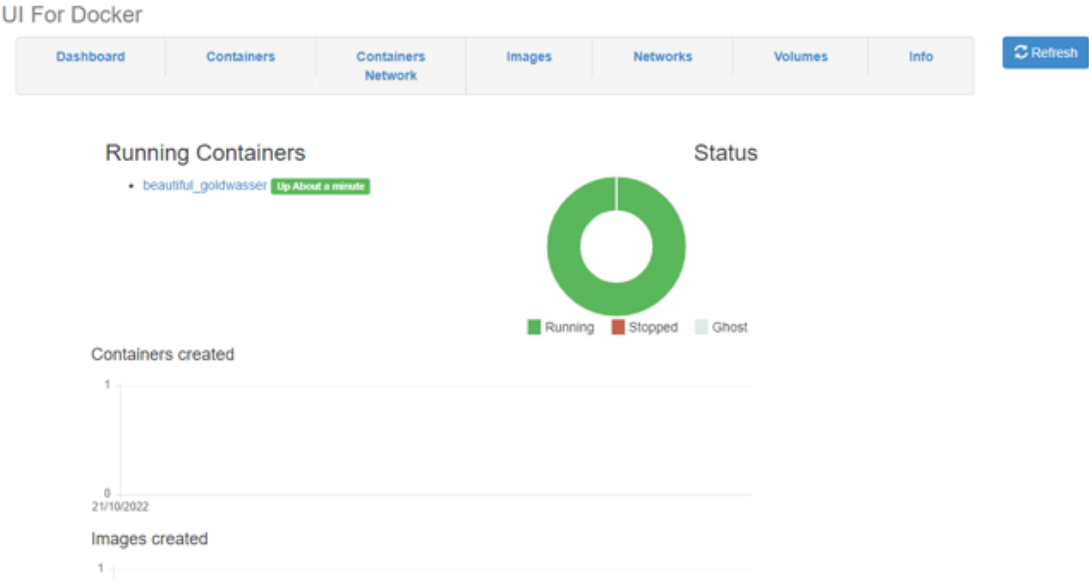 UI For Docker
Dashboard Containers Containers Network Images Networks Volumes Info Refresh
Running Containers
beautiful_goldwasser Up About a minute
Status
Running Stopped Ghost
Containers created
1
0
21/10/2022
Images created
1